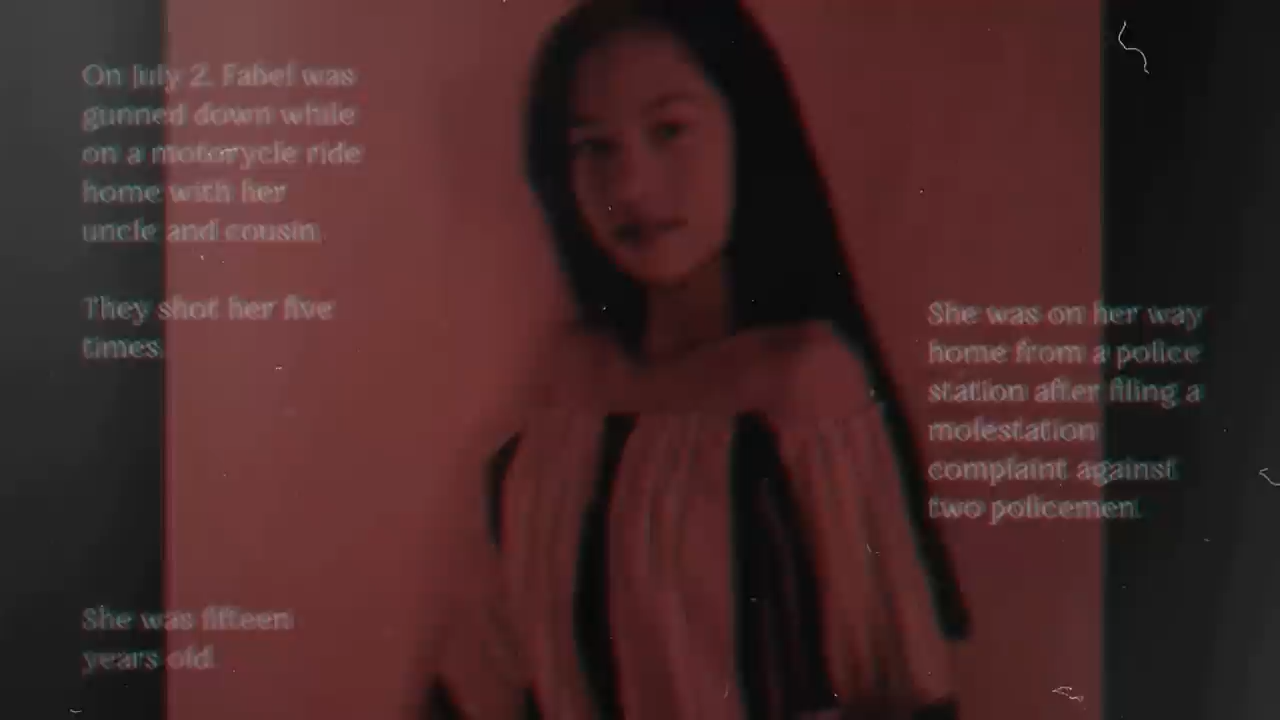 On July 2, Fabel was
gunned down while
on a motorycle ride
home with her
uncle and cousin.
They shot her five
times.
She was fifteen
years old.
She was on her way
home from a police
station after filing a
molestation
complaint against
two policemen.